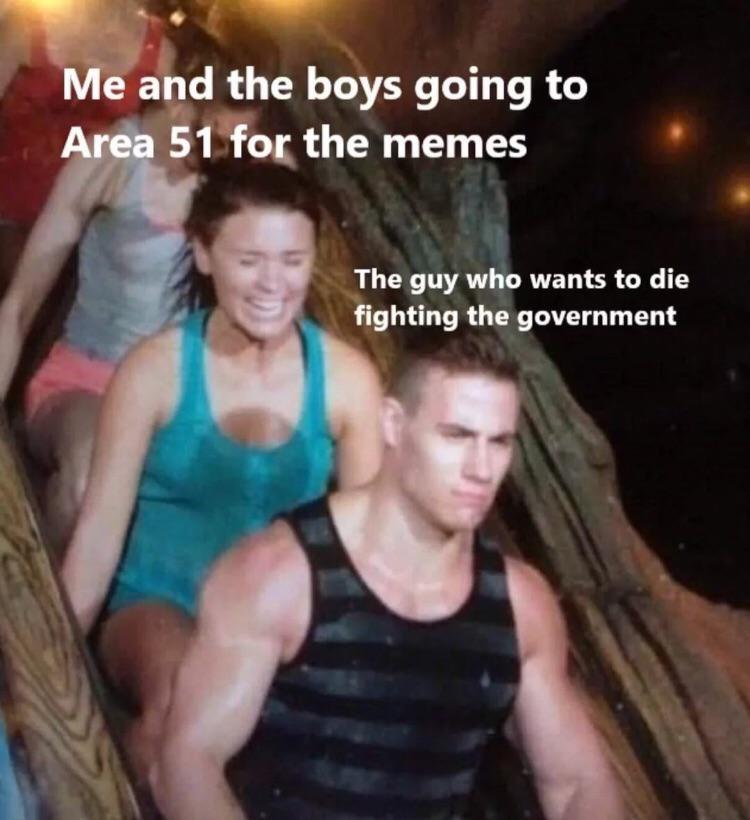 Me and the boys going to
Area 51 for the memes
The guy who wants to die
fighting the government